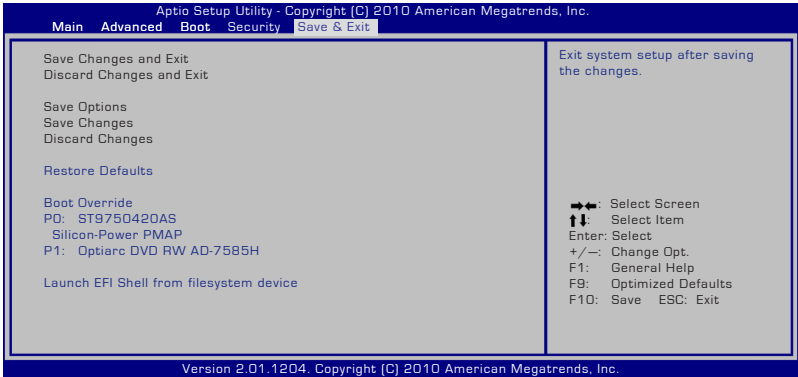 Aptio Setup Utility - Copyright (C) 2010 American Megatrends, Inc.
Main Advanced Boot Security Save & Exit
Save Changes and Exit
Discard Changes and Exit
Save Options
Save Changes
Discard Changes
Restore Defaults
Boot Override
P0: ST9750420AS
Silicon-Power PMAP
P1: Optiarc DVD RW AD-7585H
Launch EFI Shell from filesystem device
Exit system setup after saving
the changes.
→←: Select Screen
↑↓: Select Item
Enter: Select
+/—: Change Opt.
F1: General Help
F9: Optimized Defaults
F10: Save ESC: Exit
Version 2.01.1204. Copyright (C) 2010 American Megatrends, Inc.